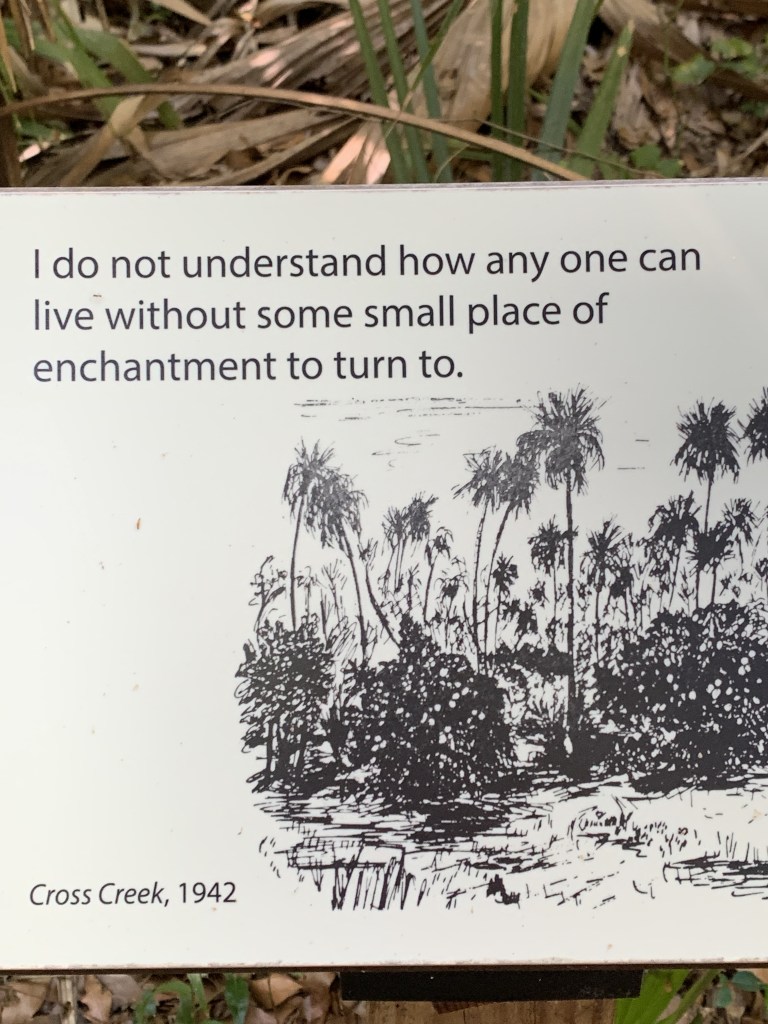 I do not understand how any one can
live without some small place of
enchantment to turn to.
Cross Creek, 1942